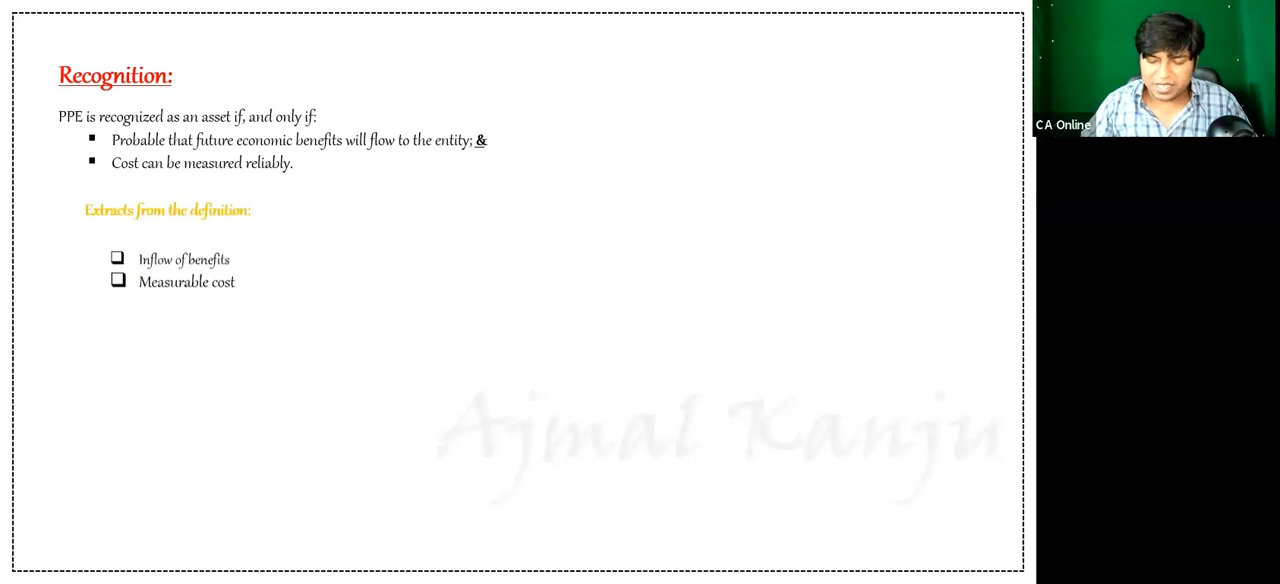 Recognition:
PPE is recognized as an asset if, and only if:
▪ Probable that future economic benefits will flow to the entity; &
▪ Cost can be measured reliably.
Extracts from the definition:
❑ Inflow of benefits
❑ Measurable cost
Ajmal Kanju
CA Online